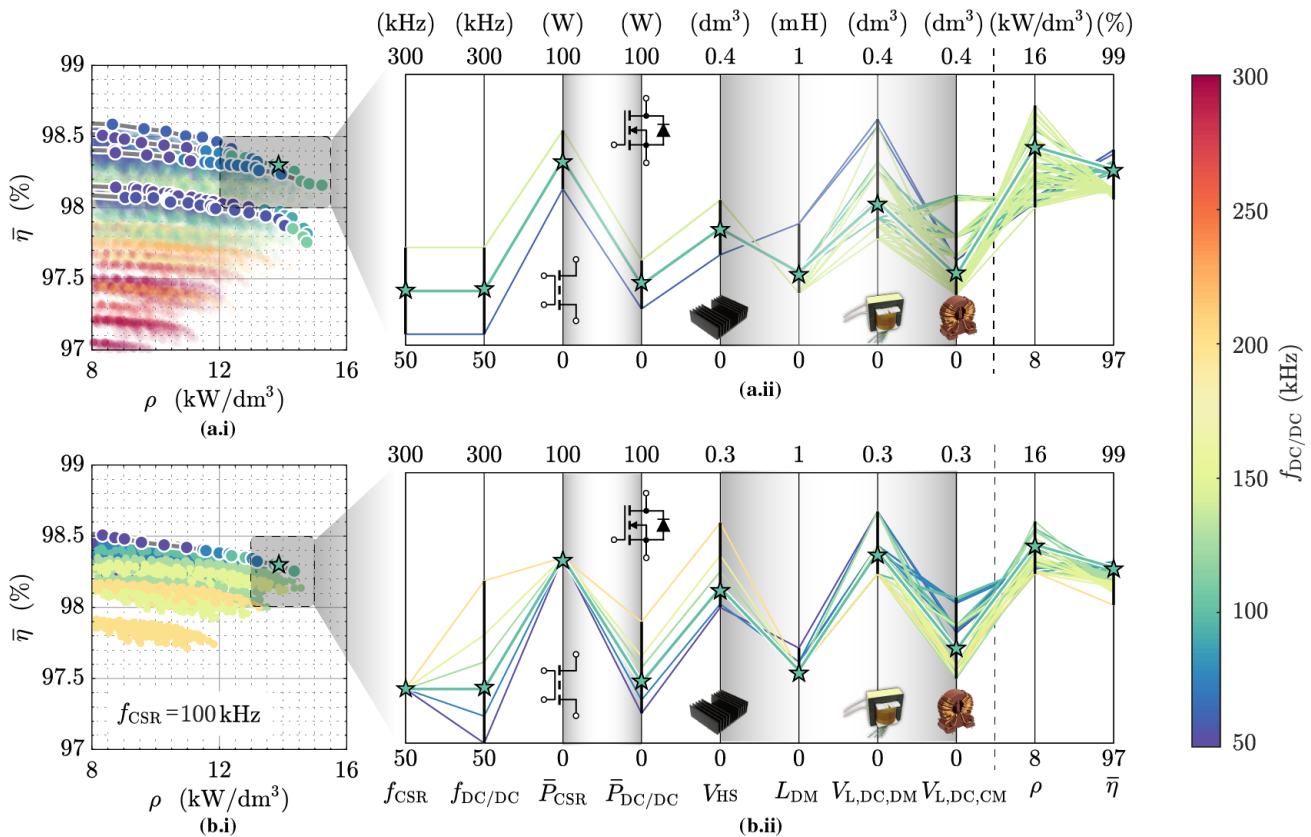 (kHz) (kHz) (W) (W) (dm³) (mH) (dm³) (dm³) (kW/dm³) (%)
300 300 100 100 0.4 1 0.4 0.4 16 99
99
98.5
98
97.5
97
η̄ (%)
8 12 16
ρ (kW/dm³)
(a.i)
50 50 0 0 0 0 0 0 8 97
(a.ii)
300
250
200
150
100
50
f_DC/DC (kHz)
300 300 100 100 0.3 1 0.3 0.3 16 99
99
98.5
98
97.5
97
η̄ (%)
f_CSR = 100 kHz
8 12 16
ρ (kW/dm³)
(b.i)
50 50 0 0 0 0 0 0 8 97
f_CSR f_DC/DC P̄_CSR P̄_DC/DC V_HS L_DM V_L,DC,DM V_L,DC,CM ρ η̄
(b.ii)